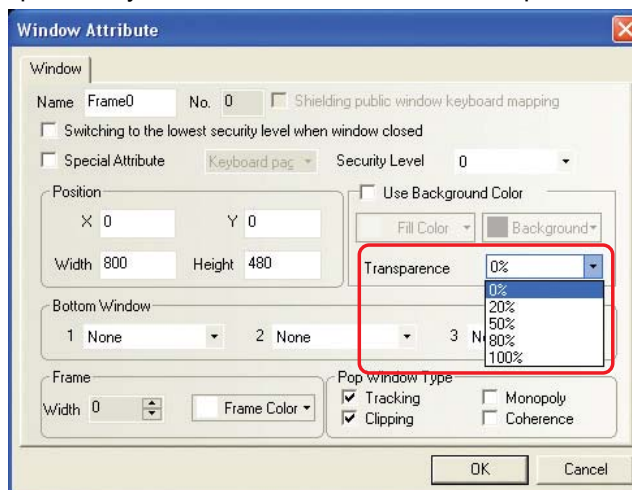 Window Attribute
Window
Name Frame0 No. 0 Shielding public window keyboard mapping
Switching to the lowest security level when window closed
Special Attribute Keyboard pag Security Level 0
Position Use Background Color
X 0 Y 0 Fill Color Background
Width 800 Height 480 Transparence 0%
0%
20%
Bottom Window 50%
1 None 2 None 3 80%
100%
Frame Pop Window Type
Width 0 Frame Color Tracking Monopoly
Clipping Coherence
OK Cancel